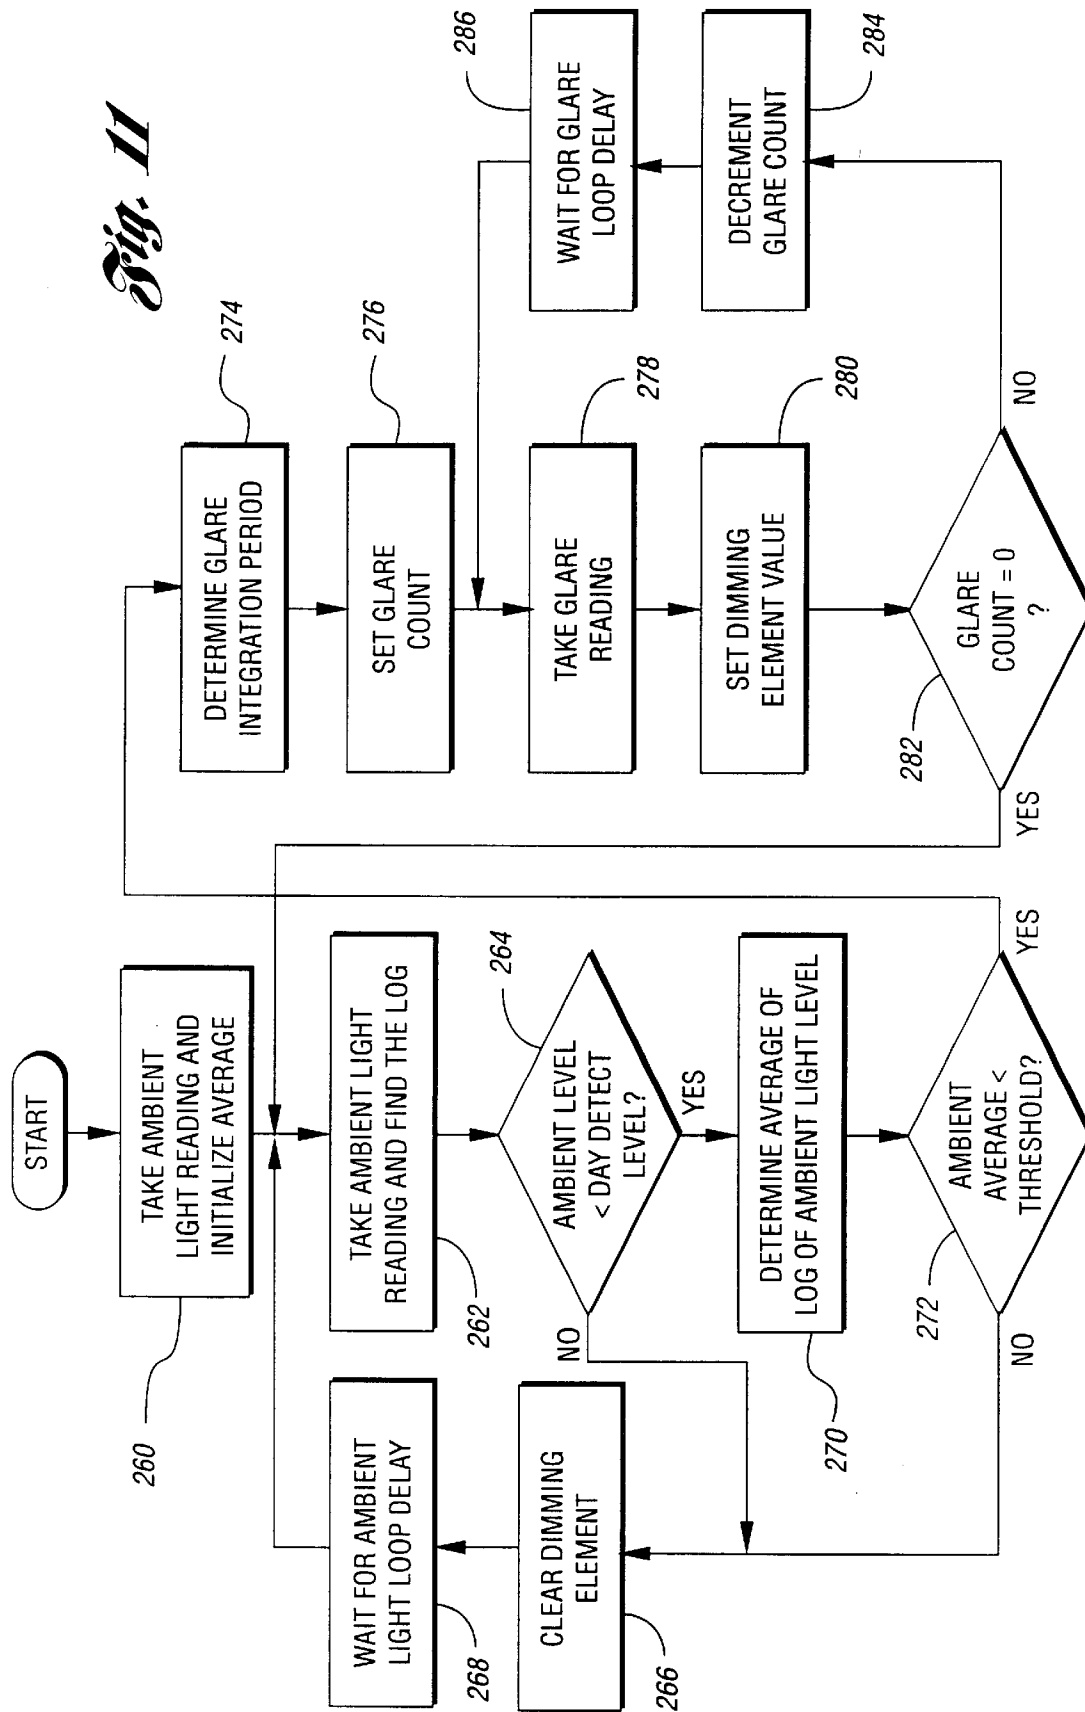 Fig. 11
START
TAKE AMBIENT
LIGHT READING AND
INITIALIZE AVERAGE
260
TAKE AMBIENT LIGHT
READING AND FIND THE LOG
262
AMBIENT LEVEL
< DAY DETECT
LEVEL?
264
NO
YES
WAIT FOR AMBIENT
LIGHT LOOP DELAY
268
CLEAR DIMMING
ELEMENT
266
DETERMINE AVERAGE OF
LOG OF AMBIENT LIGHT LEVEL
270
AMBIENT
AVERAGE <
THRESHOLD?
272
NO
YES
DETERMINE GLARE
INTEGRATION PERIOD
274
SET GLARE
COUNT
276
TAKE GLARE
READING
278
SET DIMMING
ELEMENT VALUE
280
GLARE
COUNT = 0
?
282
YES
NO
DECREMENT
GLARE COUNT
284
WAIT FOR GLARE
LOOP DELAY
286